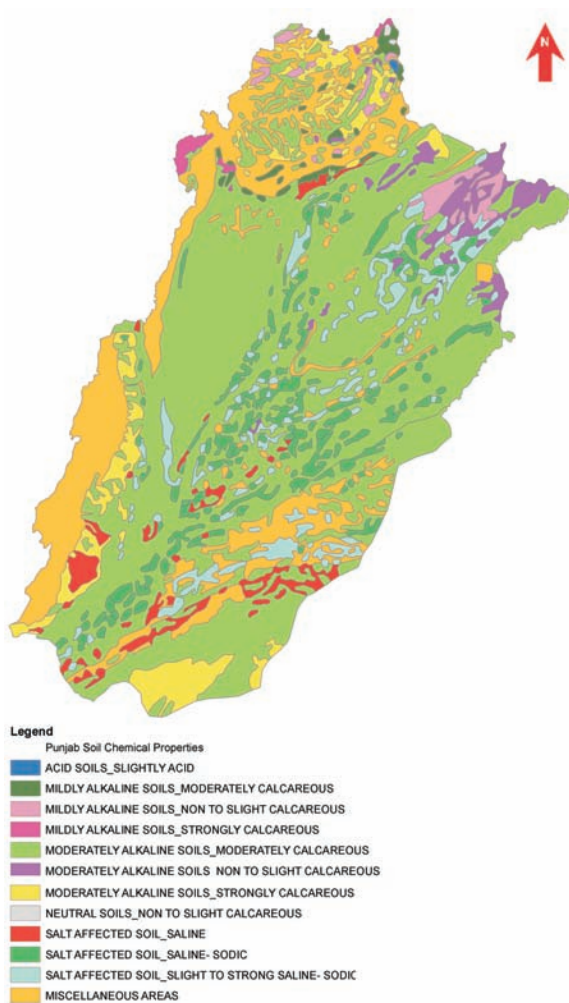 N
Legend
Punjab Soil Chemical Properties
ACID SOILS_SLIGHTLY ACID
MILDLY ALKALINE SOILS_MODERATELY CALCAREOUS
MILDLY ALKALINE SOILS_NON TO SLIGHT CALCAREOUS
MILDLY ALKALINE SOILS_STRONGLY CALCAREOUS
MODERATELY ALKALINE SOILS_MODERATELY CALCAREOUS
MODERATELY ALKALINE SOILS NON TO SLIGHT CALCAREOUS
MODERATELY ALKALINE SOILS_STRONGLY CALCAREOUS
NEUTRAL SOILS_NON TO SLIGHT CALCAREOUS
SALT AFFECTED SOIL_SALINE
SALT AFFECTED SOIL_SALINE- SODIC
SALT AFFECTED SOIL_SLIGHT TO STRONG SALINE- SODIC
MISCELLANEOUS AREAS